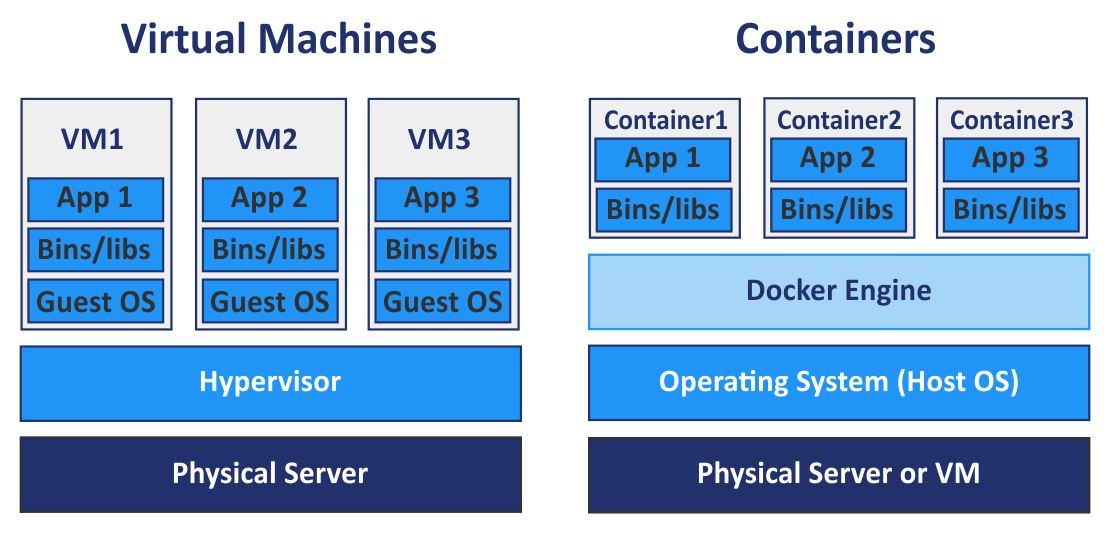 Virtual Machines
VM1
App 1
Bins/libs
Guest OS
VM2
App 2
Bins/libs
Guest OS
VM3
App 3
Bins/libs
Guest OS
Hypervisor
Physical Server
Containers
Container1
App 1
Bins/libs
Container2
App 2
Bins/libs
Container3
App 3
Bins/libs
Docker Engine
Operating System (Host OS)
Physical Server or VM